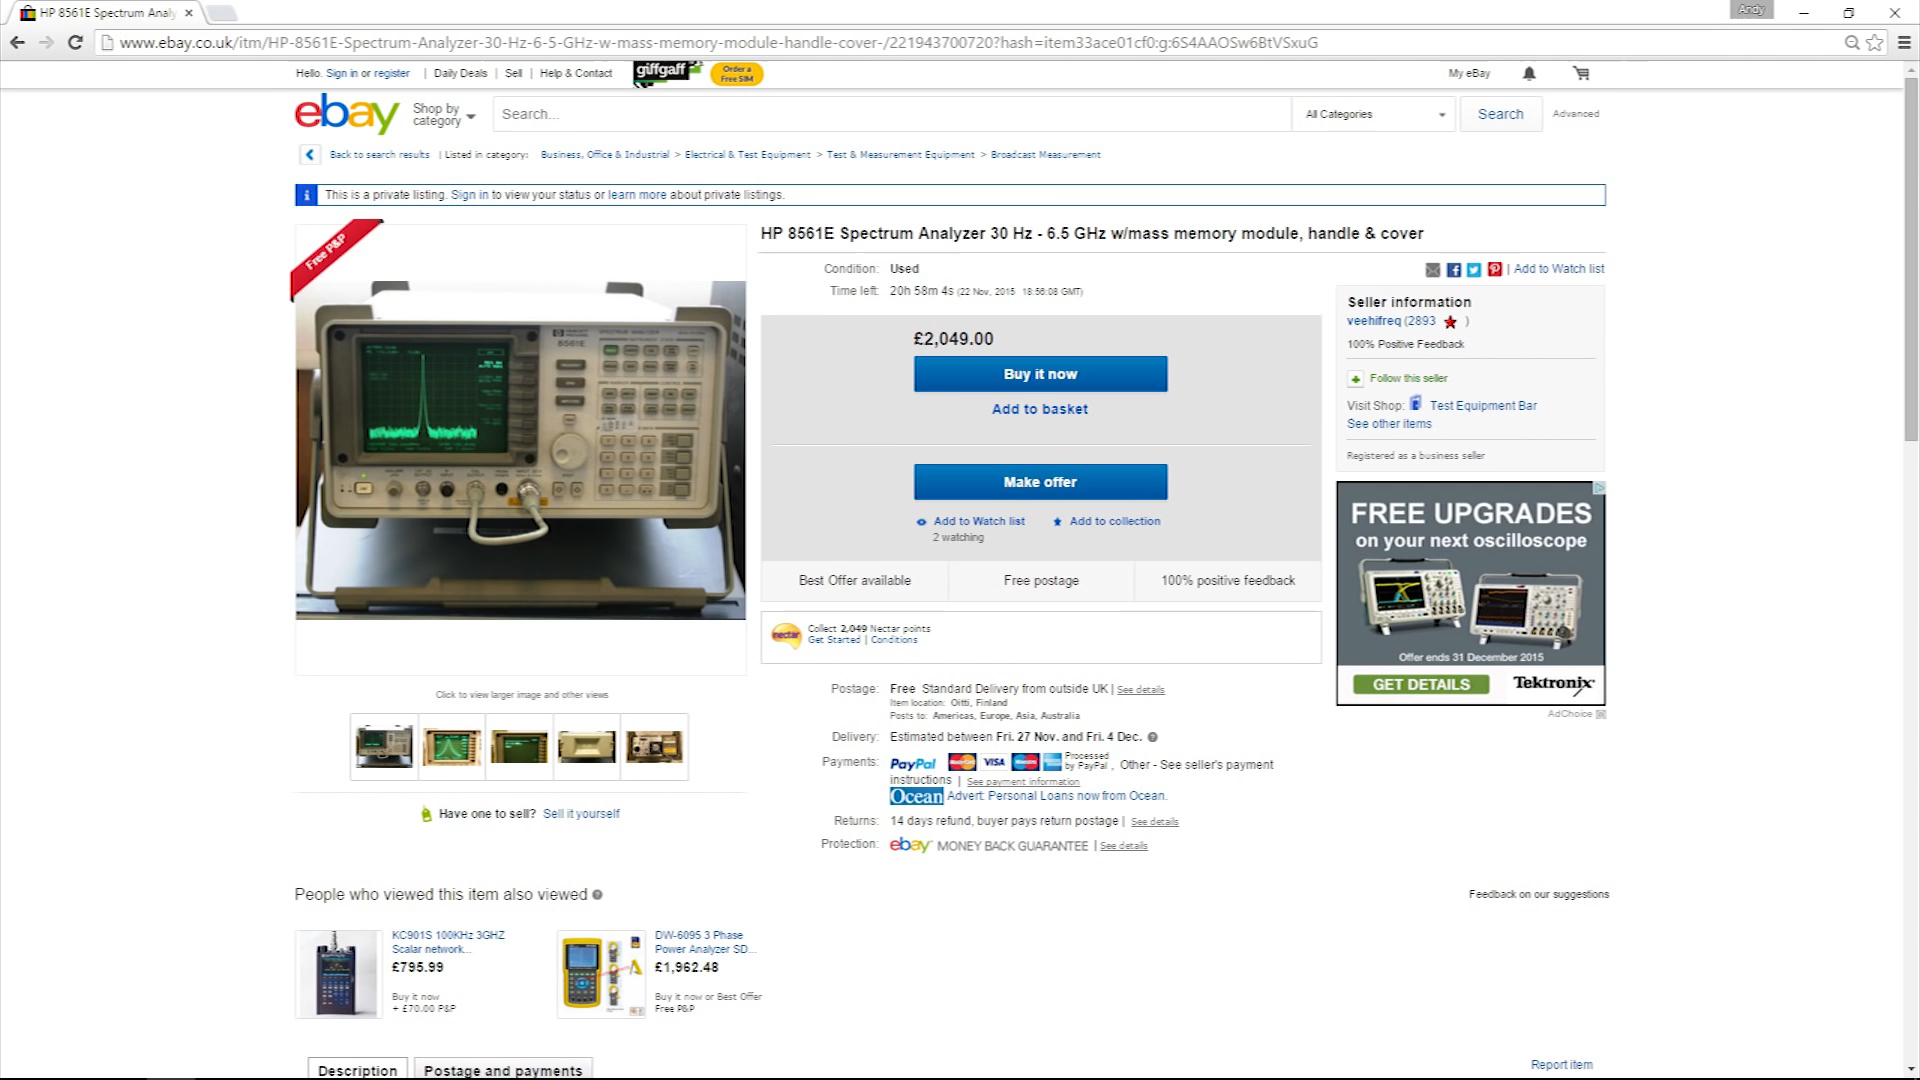 HP 8561E Spectrum Analy
Andy
www.ebay.co.uk/itm/HP-8561E-Spectrum-Analyzer-30-Hz-6-5-GHz-w-mass-memory-module-handle-cover-/221943700720?hash=item33ace01cf0:g:6S4AAOSw6BtVSxuG
Hello. Sign in or register | Daily Deals | Sell | Help & Contact
giffgaff
Order a
Free SIM
My eBay
ebay
Shop by
category
Search...
All Categories
Search
Advanced
Back to search results | Listed in category: Business, Office & Industrial > Electrical & Test Equipment > Test & Measurement Equipment > Broadcast Measurement
i This is a private listing. Sign in to view your status or learn more about private listings.
Free P&P
8561E
Click to view larger image and other views
Have one to sell? Sell it yourself
HP 8561E Spectrum Analyzer 30 Hz - 6.5 GHz w/mass memory module, handle & cover
Condition: Used
Time left: 20h 58m 4s (22 Nov, 2015 18:56:08 GMT)
| Add to Watch list
£2,049.00
Buy it now
Add to basket
Make offer
Add to Watch list
Add to collection
2 watching
Best Offer available
Free postage
100% positive feedback
nectar
Collect 2,049 Nectar points
Get Started | Conditions
Postage: Free Standard Delivery from outside UK | See details
Item location: Oitti, Finland
Posts to: Americas, Europe, Asia, Australia
Delivery: Estimated between Fri. 27 Nov. and Fri. 4 Dec.
Payments: PayPal MasterCard VISA Maestro Processed by PayPal , Other - See seller's payment
instructions | See payment information
Ocean Advert: Personal Loans now from Ocean.
Returns: 14 days refund, buyer pays return postage | See details
Protection: ebay MONEY BACK GUARANTEE | See details
Seller information
veehifreq (2893 )
100% Positive Feedback
Follow this seller
Visit Shop: Test Equipment Bar
See other items
Registered as a business seller
FREE UPGRADES
on your next oscilloscope
Offer ends 31 December 2015
GET DETAILS
Tektronix
AdChoice
People who viewed this item also viewed
Feedback on our suggestions
KC901S 100KHz 3GHZ
Scalar network...
£795.99
Buy it now
+ £70.00 P&P
DW-6095 3 Phase
Power Analyzer SD...
£1,962.48
Buy it now or Best Offer
Free P&P
Description
Postage and payments
Report item